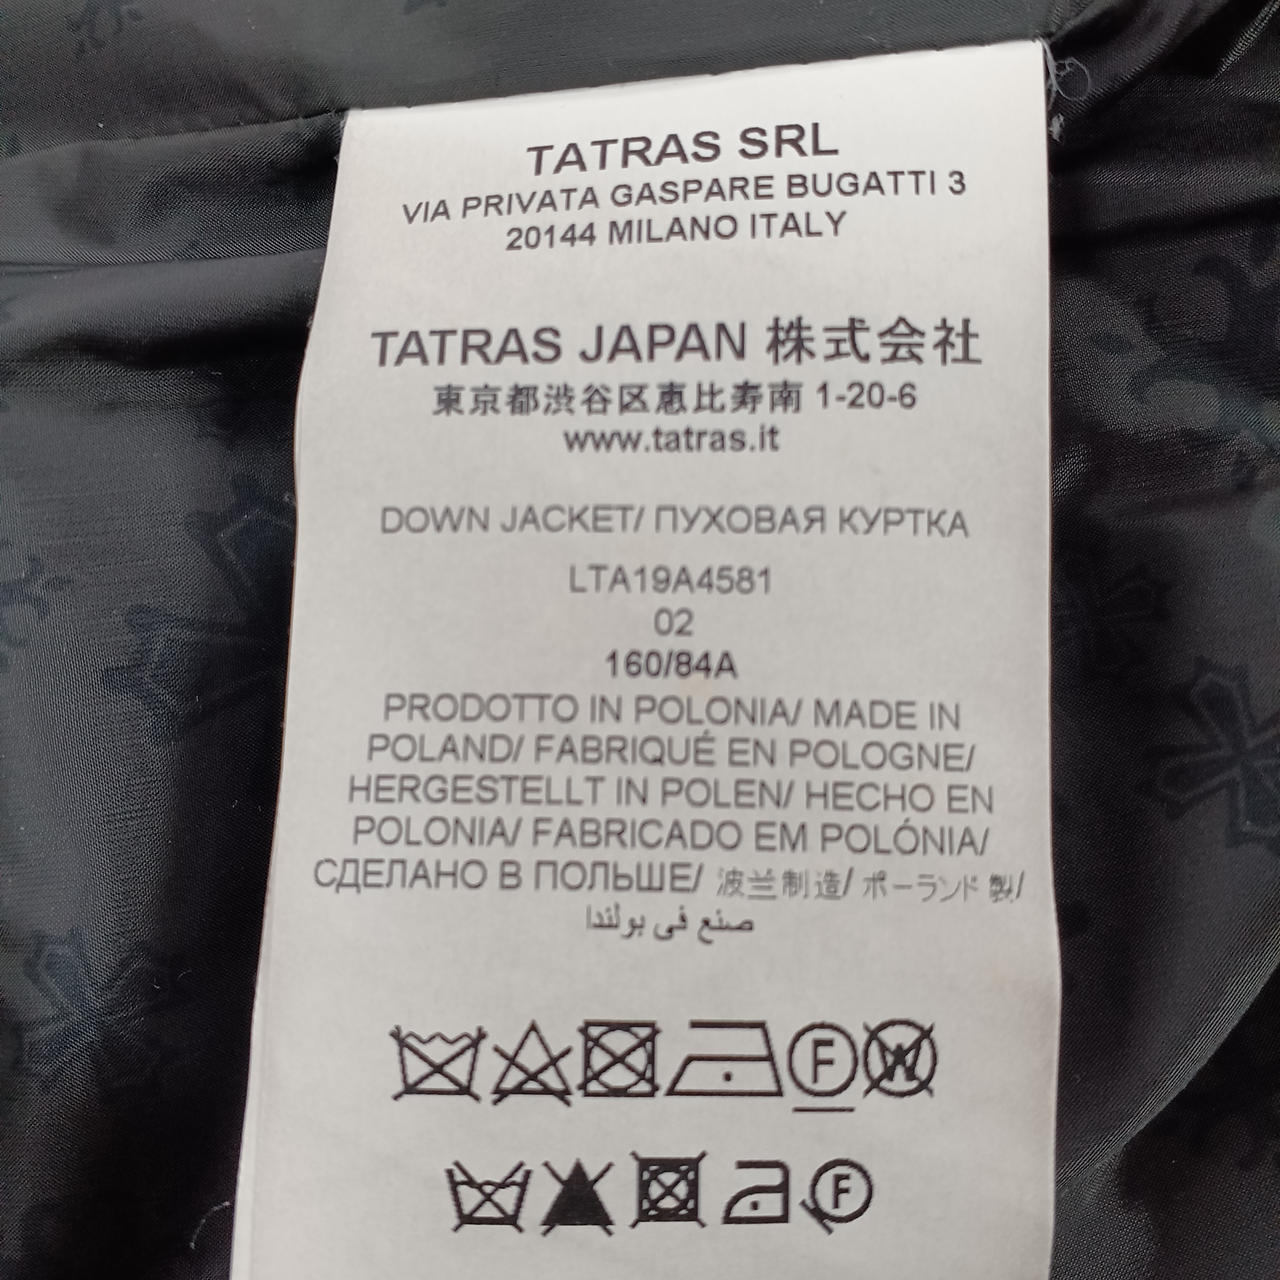 TATRAS SRL
VIA PRIVATA GASPARE BUGATTI 3
20144 MILANO ITALY
TATRAS JAPAN 株式会社
東京都渋谷区恵比寿南 1-20-6
www.tatras.it
DOWN JACKET/ ПУХОВАЯ КУРТКА
LTA19A4581
02
160/84A
PRODOTTO IN POLONIA/ MADE IN
POLAND/ FABRIQUÉ EN POLOGNE/
HERGESTELLT IN POLEN/ HECHO EN
POLONIA/ FABRICADO EM POLÓNIA/
СДЕЛАНО В ПОЛЬШЕ/ 波兰制造/ ポーランド 製/
صنع في بولندا
F W
F